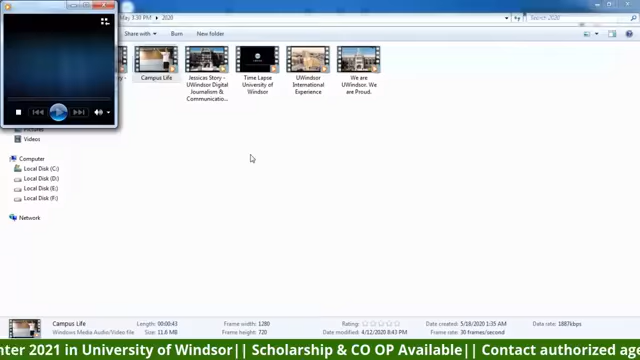 May 3:38 PM ▸ 2020
Search 2020
Share with ▾ Burn New folder
Campus Life
Jessicas Story -
UWindsor Digital
Journalism &
Communicatio...
Time Lapse
University of
Windsor
UWindsor
International
Experience
We are
UWindsor. We
are Proud.
Pictures
Videos
Computer
Local Disk (C:)
Local Disk (D:)
Local Disk (E:)
Local Disk (F:)
Network
Campus Life Length: 00:00:43 Frame width: 1280 Rating: Date created: 5/18/2020 1:35 AM Data rate: 1887kbps
Windows Media Audio/Video file Size: 11.6 MB Frame height: 720 Date modified: 4/12/2020 8:43 PM Frame rate: 30 frames/second
nter 2021 in University of Windsor|| Scholarship & CO OP Available|| Contact authorized age